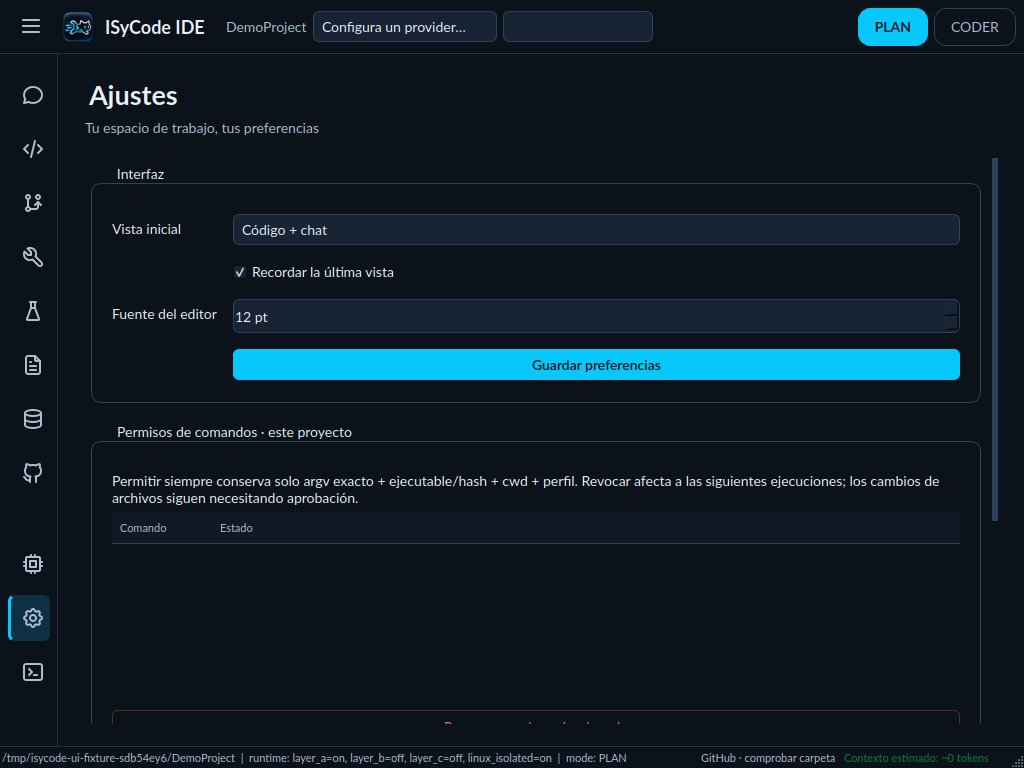 ISyCode IDE
DemoProject
Configura un provider...
PLAN
CODER
Ajustes
Tu espacio de trabajo, tus preferencias
Interfaz
Vista inicial
Código + chat
Recordar la última vista
Fuente del editor
12 pt
Guardar preferencias
Permisos de comandos · este proyecto
Permitir siempre conserva solo argv exacto + ejecutable/hash + cwd + perfil. Revocar afecta a las siguientes ejecuciones; los cambios de
archivos siguen necesitando aprobación.
Comando
Estado
/tmp/isycode-ui-fixture-sdb54ey6/DemoProject | runtime: layer_a=on, layer_b=off, layer_c=off, linux_isolated=on | mode: PLAN
GitHub · comprobar carpeta
Contexto estimado: ~0 tokens